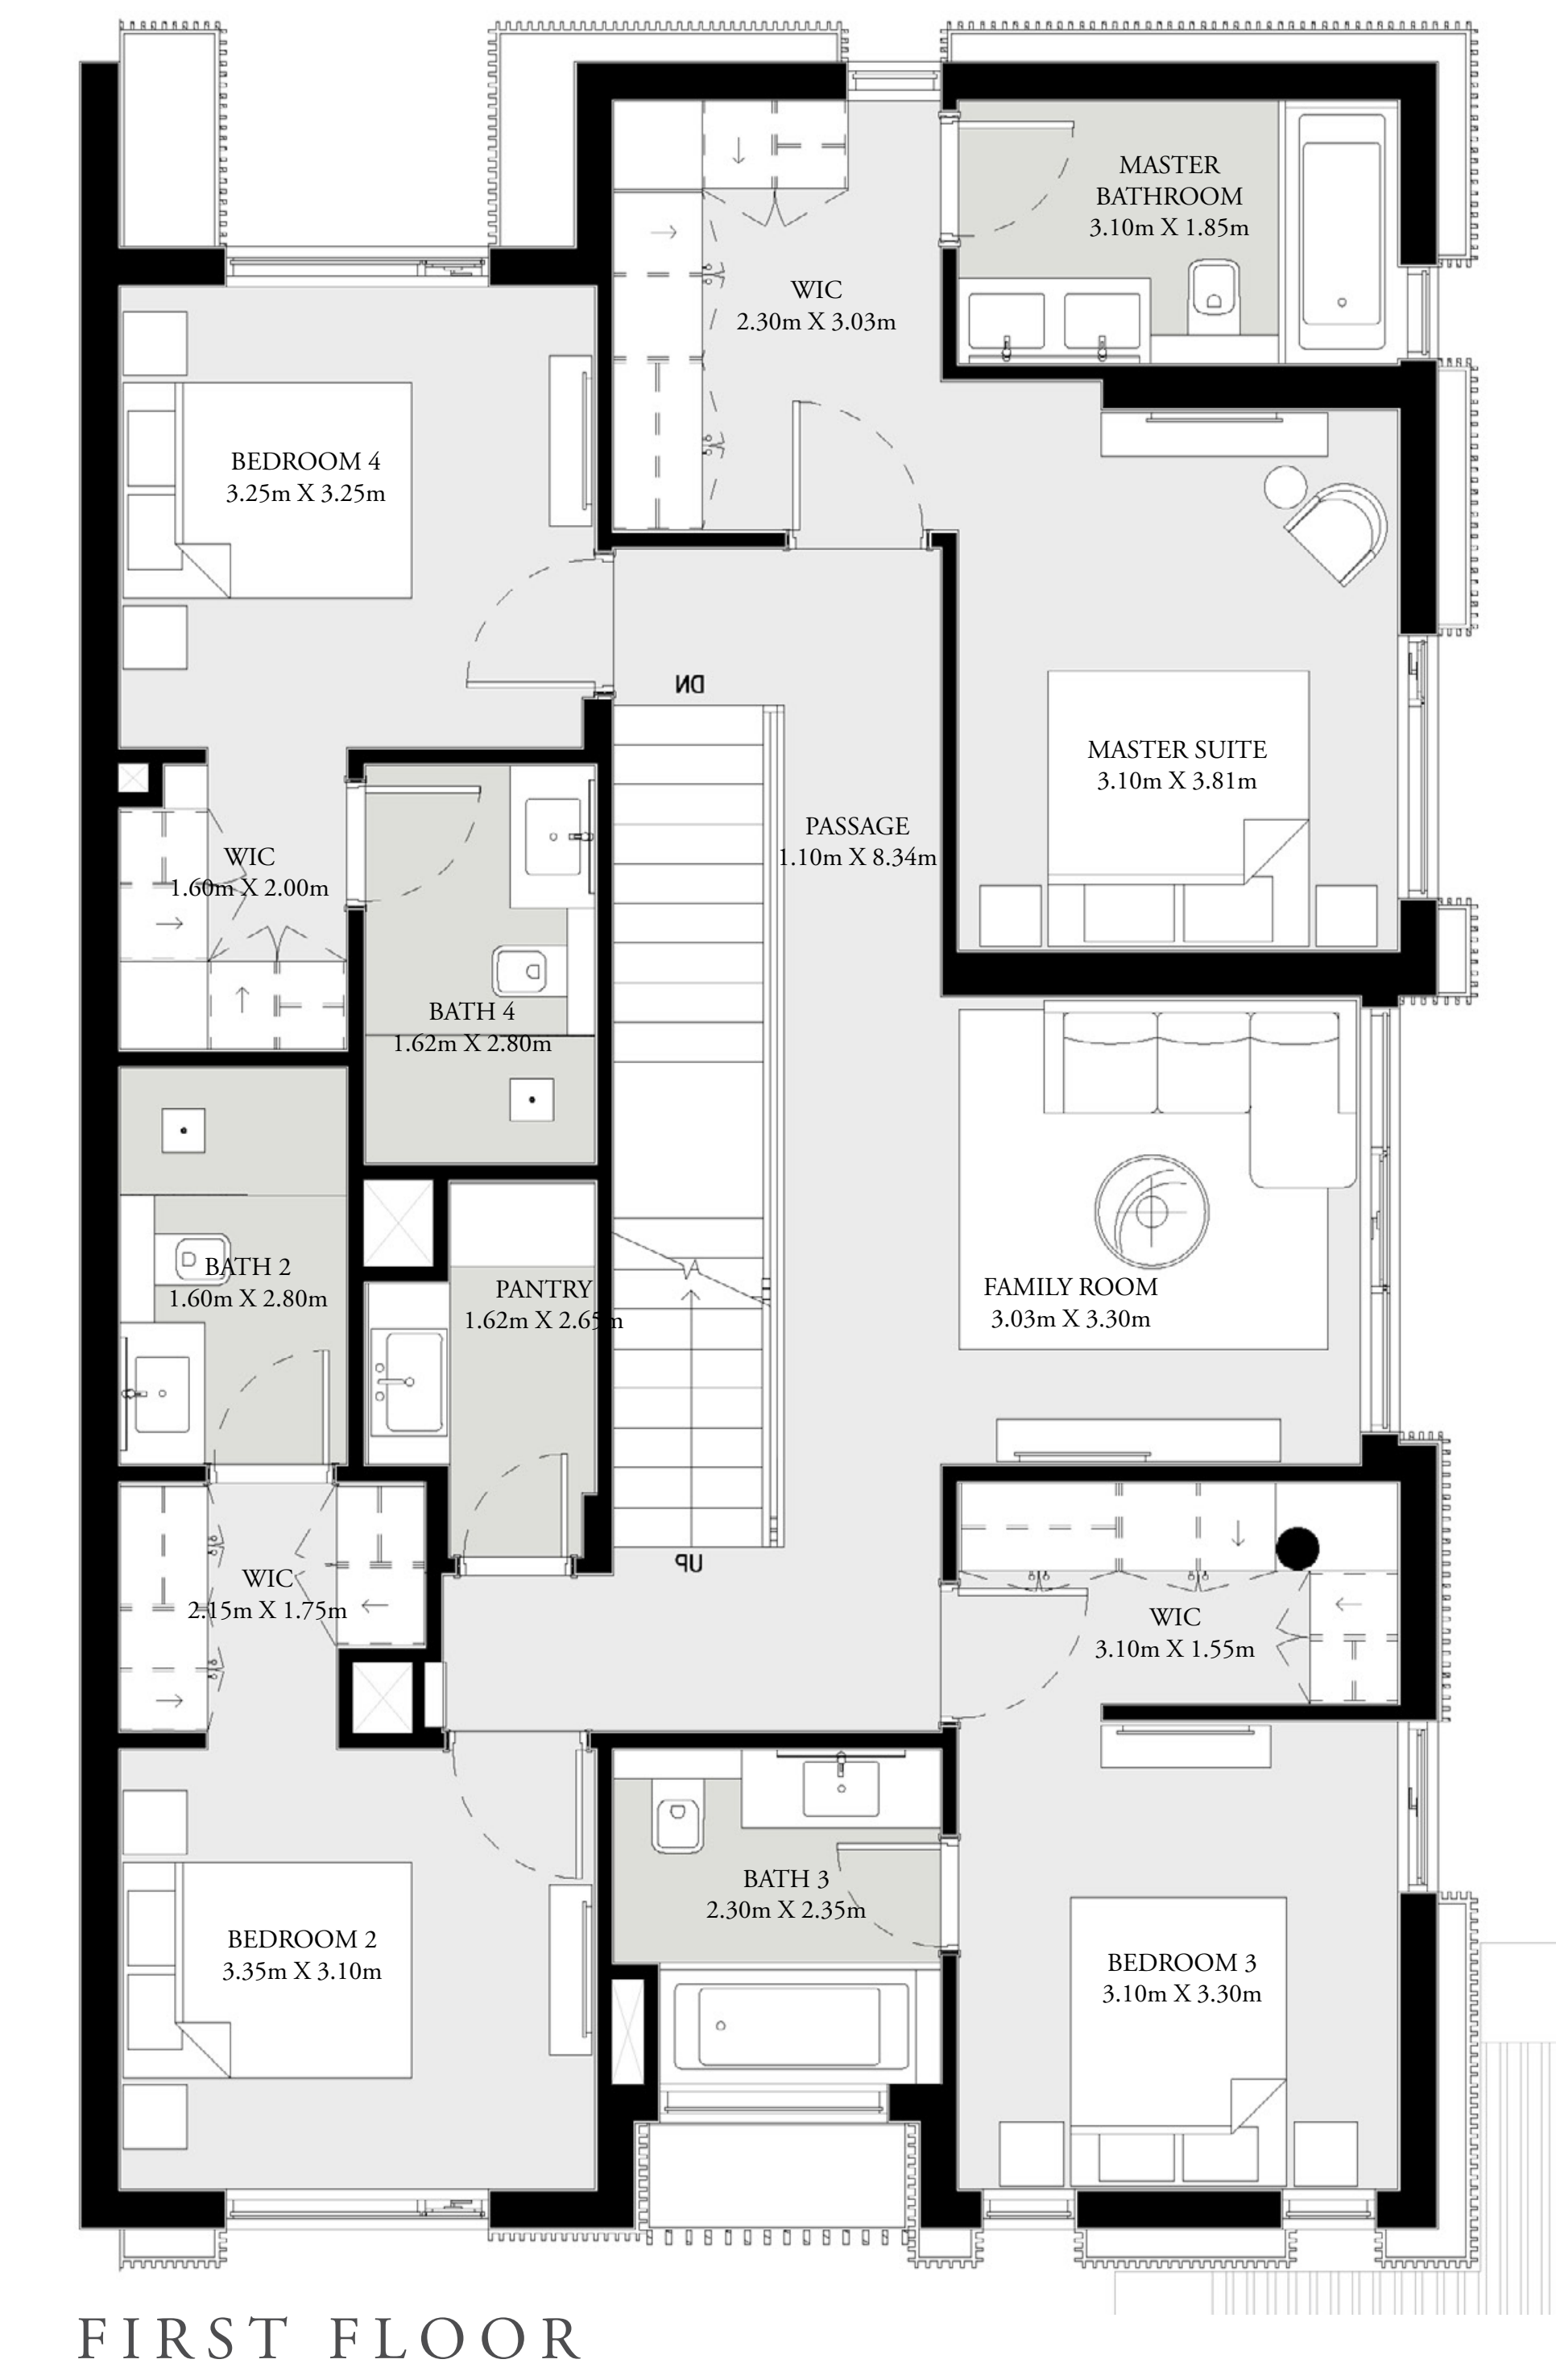 MASTER
BATHROOM
3.10m X 1.85m
WIC
2.30m X 3.03m
BEDROOM 4
3.25m X 3.25m
DN
MASTER SUITE
3.10m X 3.81m
PASSAGE
1.10m X 8.34m
WIC
1.60m X 2.00m
BATH 4
1.62m X 2.80m
BATH 2
1.60m X 2.80m
PANTRY
1.62m X 2.65m
FAMILY ROOM
3.03m X 3.30m
UP
WIC
2.15m X 1.75m
WIC
3.10m X 1.55m
BATH 3
2.30m X 2.35m
BEDROOM 2
3.35m X 3.10m
BEDROOM 3
3.10m X 3.30m
FIRST FLOOR